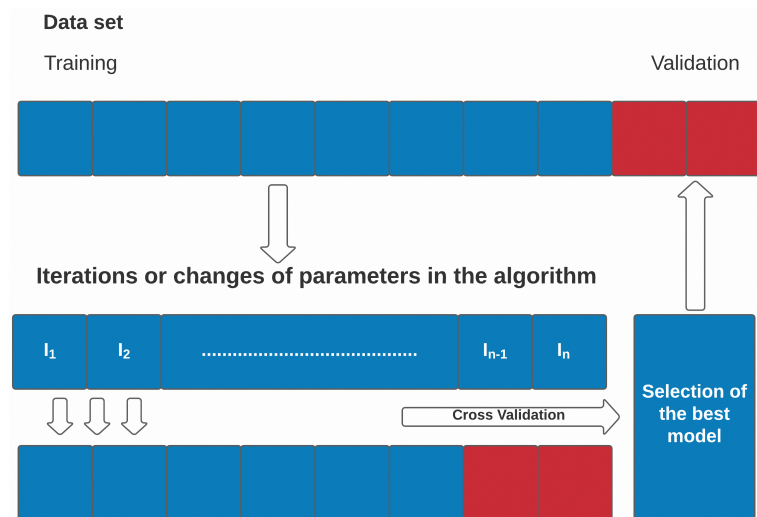 Data set
Training
Validation
Iterations or changes of parameters in the algorithm
I1
I2
...........................................
In-1
In
Cross Validation
Selection of
the best
model